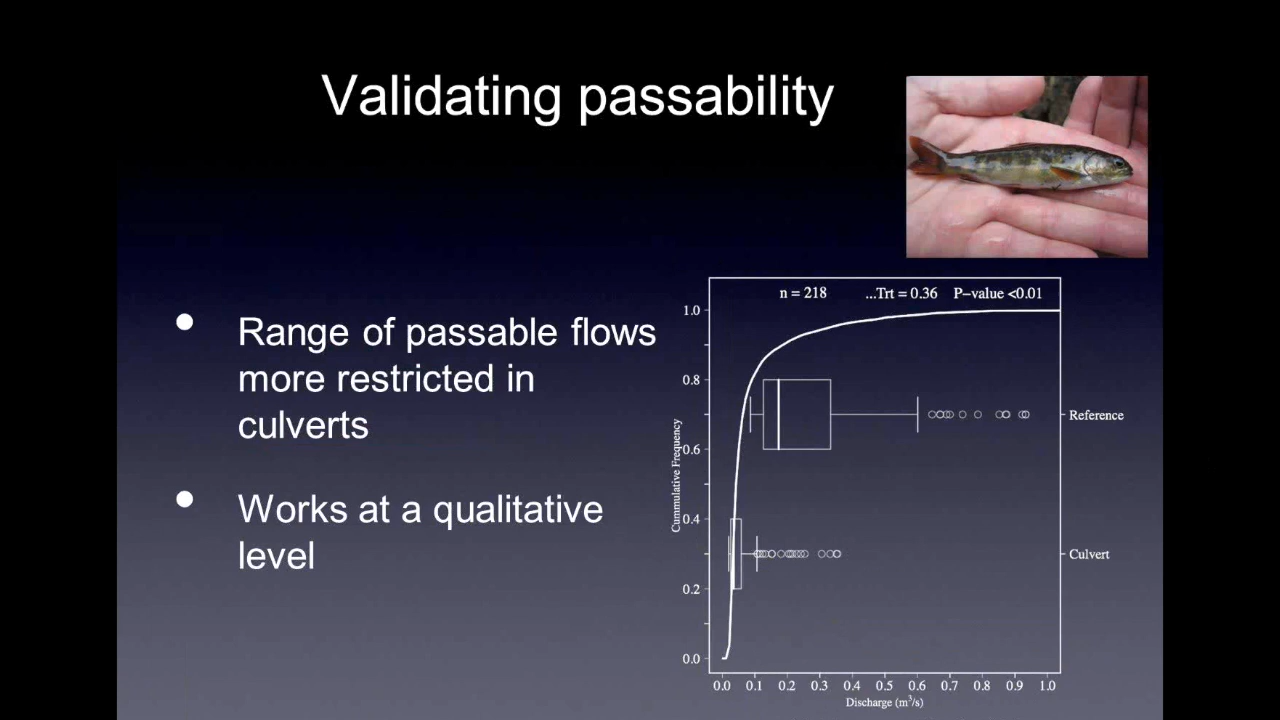 Validating passability
• Range of passable flows
more restricted in
culverts
• Works at a qualitative
level
n = 218 ...Trt = 0.36 P−value <0.01
Cummulative Frequency
1.0
0.8
0.6
0.4
0.2
0.0
Reference
Culvert
0.0 0.1 0.2 0.3 0.4 0.5 0.6 0.7 0.8 0.9 1.0
Discharge (m³/s)